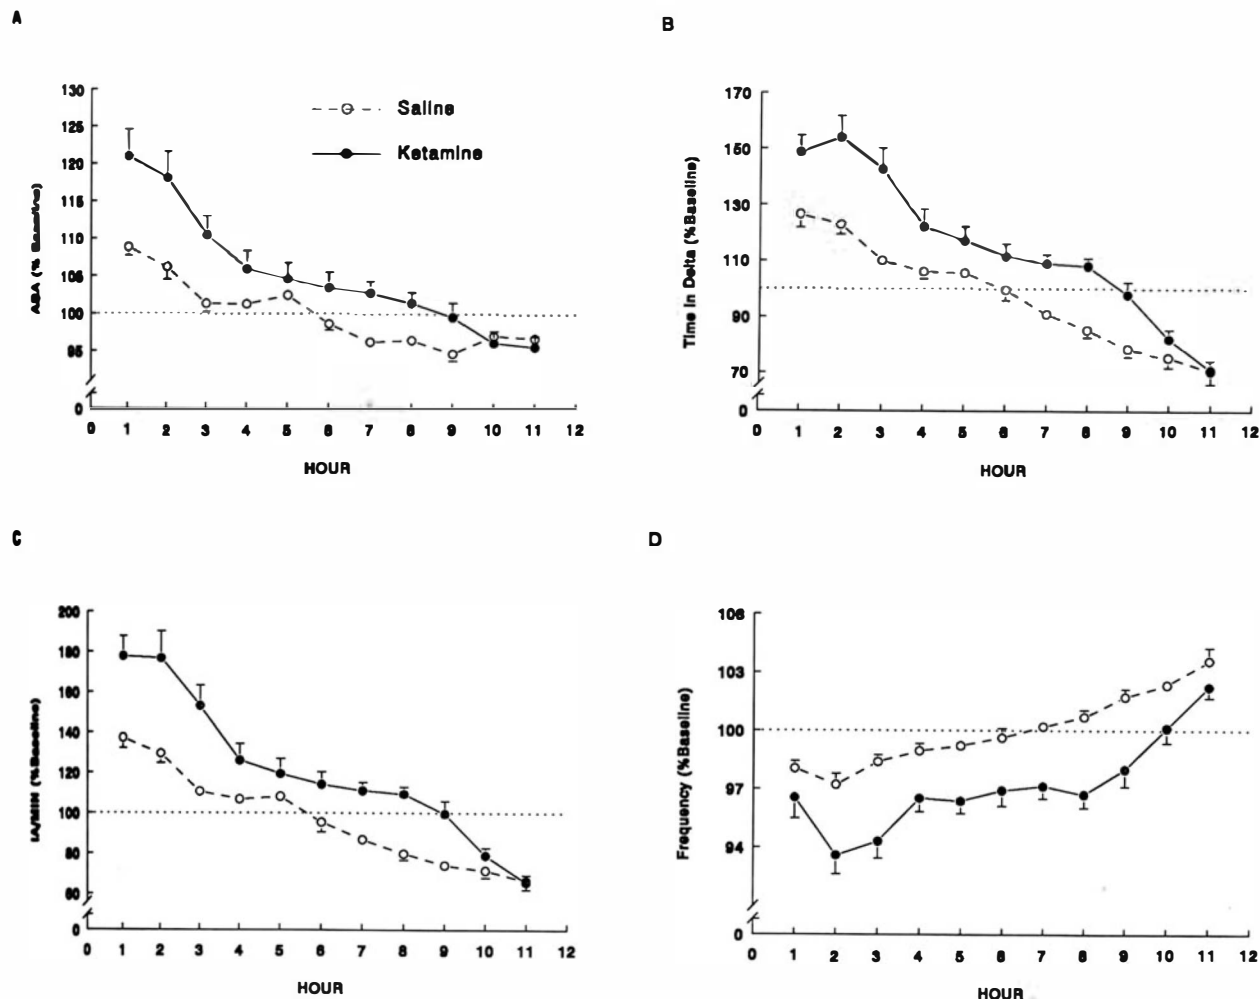 A
130
125
120
115
110
105
100
95
0
ABA (% Baseline)
Saline
Ketamine
0 1 2 3 4 5 6 7 8 9 10 11 12
HOUR
B
170
150
130
110
90
70
0
Time in Delta (%Baseline)
0 1 2 3 4 5 6 7 8 9 10 11 12
HOUR
C
200
180
160
140
120
100
80
60
0
IA/MIN (%Baseline)
0 1 2 3 4 5 6 7 8 9 10 11 12
HOUR
D
106
103
100
97
94
0
Frequency (%Baseline)
0 1 2 3 4 5 6 7 8 9 10 11 12
HOUR